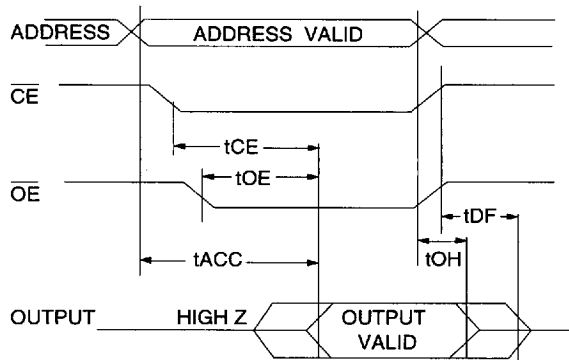 ADDRESS
ADDRESS VALID
CE
tCE
tOE
OE
tDF
tACC
tOH
OUTPUT
HIGH Z
OUTPUT
VALID